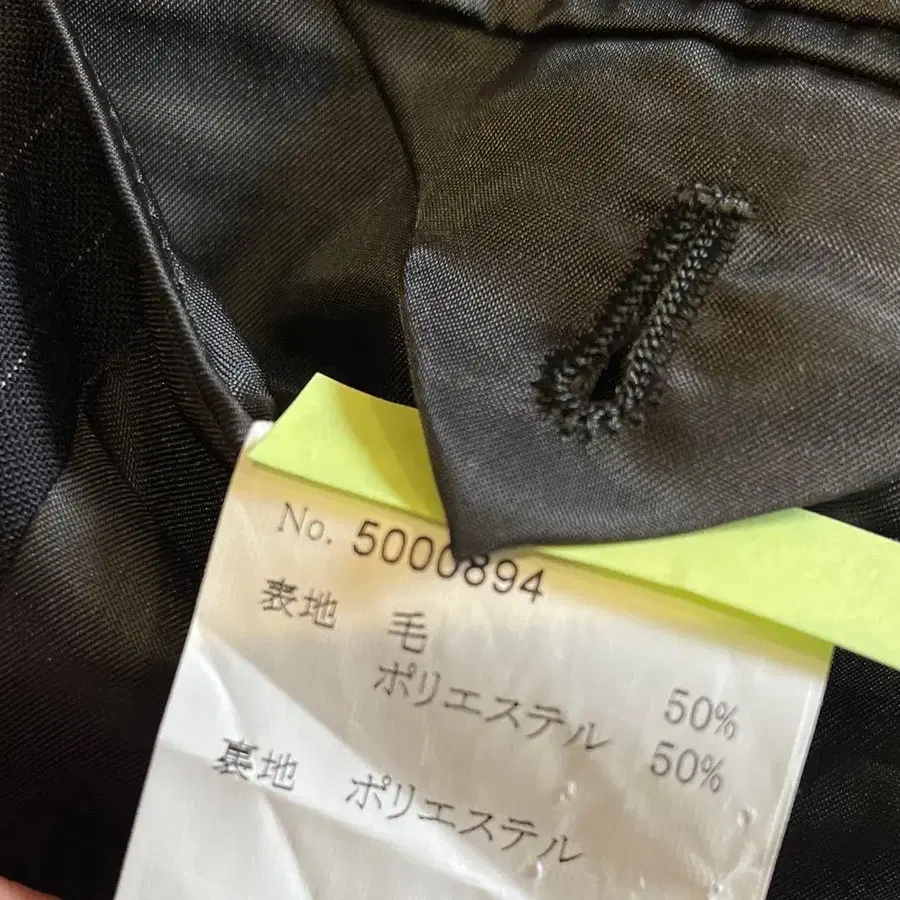 No. 5000894
表地 毛 50%
ポリエステル 50%
裏地 ポリエステル